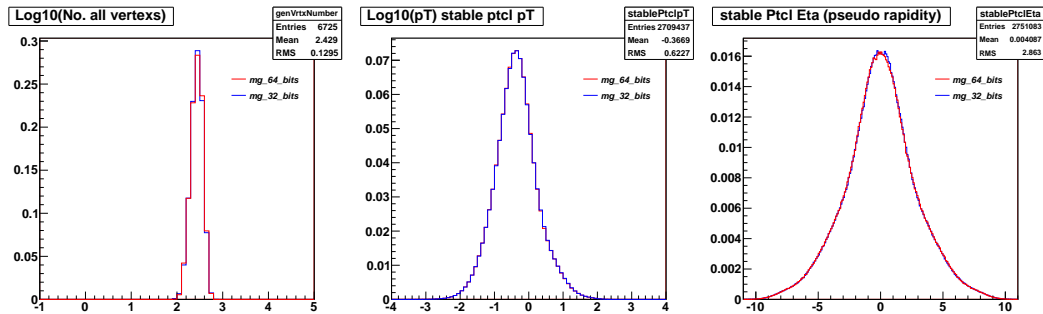 Log10(No. all vertexs)
genVrtxNumber
Entries 6725
Mean 2.429
RMS 0.1295
mg_64_bits
mg_32_bits
0.3
0.25
0.2
0.15
0.1
0.05
0
-1 0 1 2 3 4 5
Log10(pT) stable ptcl pT
stablePtclpT
Entries 2709437
Mean -0.3669
RMS 0.6227
mg_64_bits
mg_32_bits
0.07
0.06
0.05
0.04
0.03
0.02
0.01
0
-4 -3 -2 -1 0 1 2 3 4
stable Ptcl Eta (pseudo rapidity)
stablePtclEta
Entries 2751083
Mean 0.004087
RMS 2.863
mg_64_bits
mg_32_bits
0.016
0.014
0.012
0.01
0.008
0.006
0.004
0.002
0
-10 -5 0 5 10